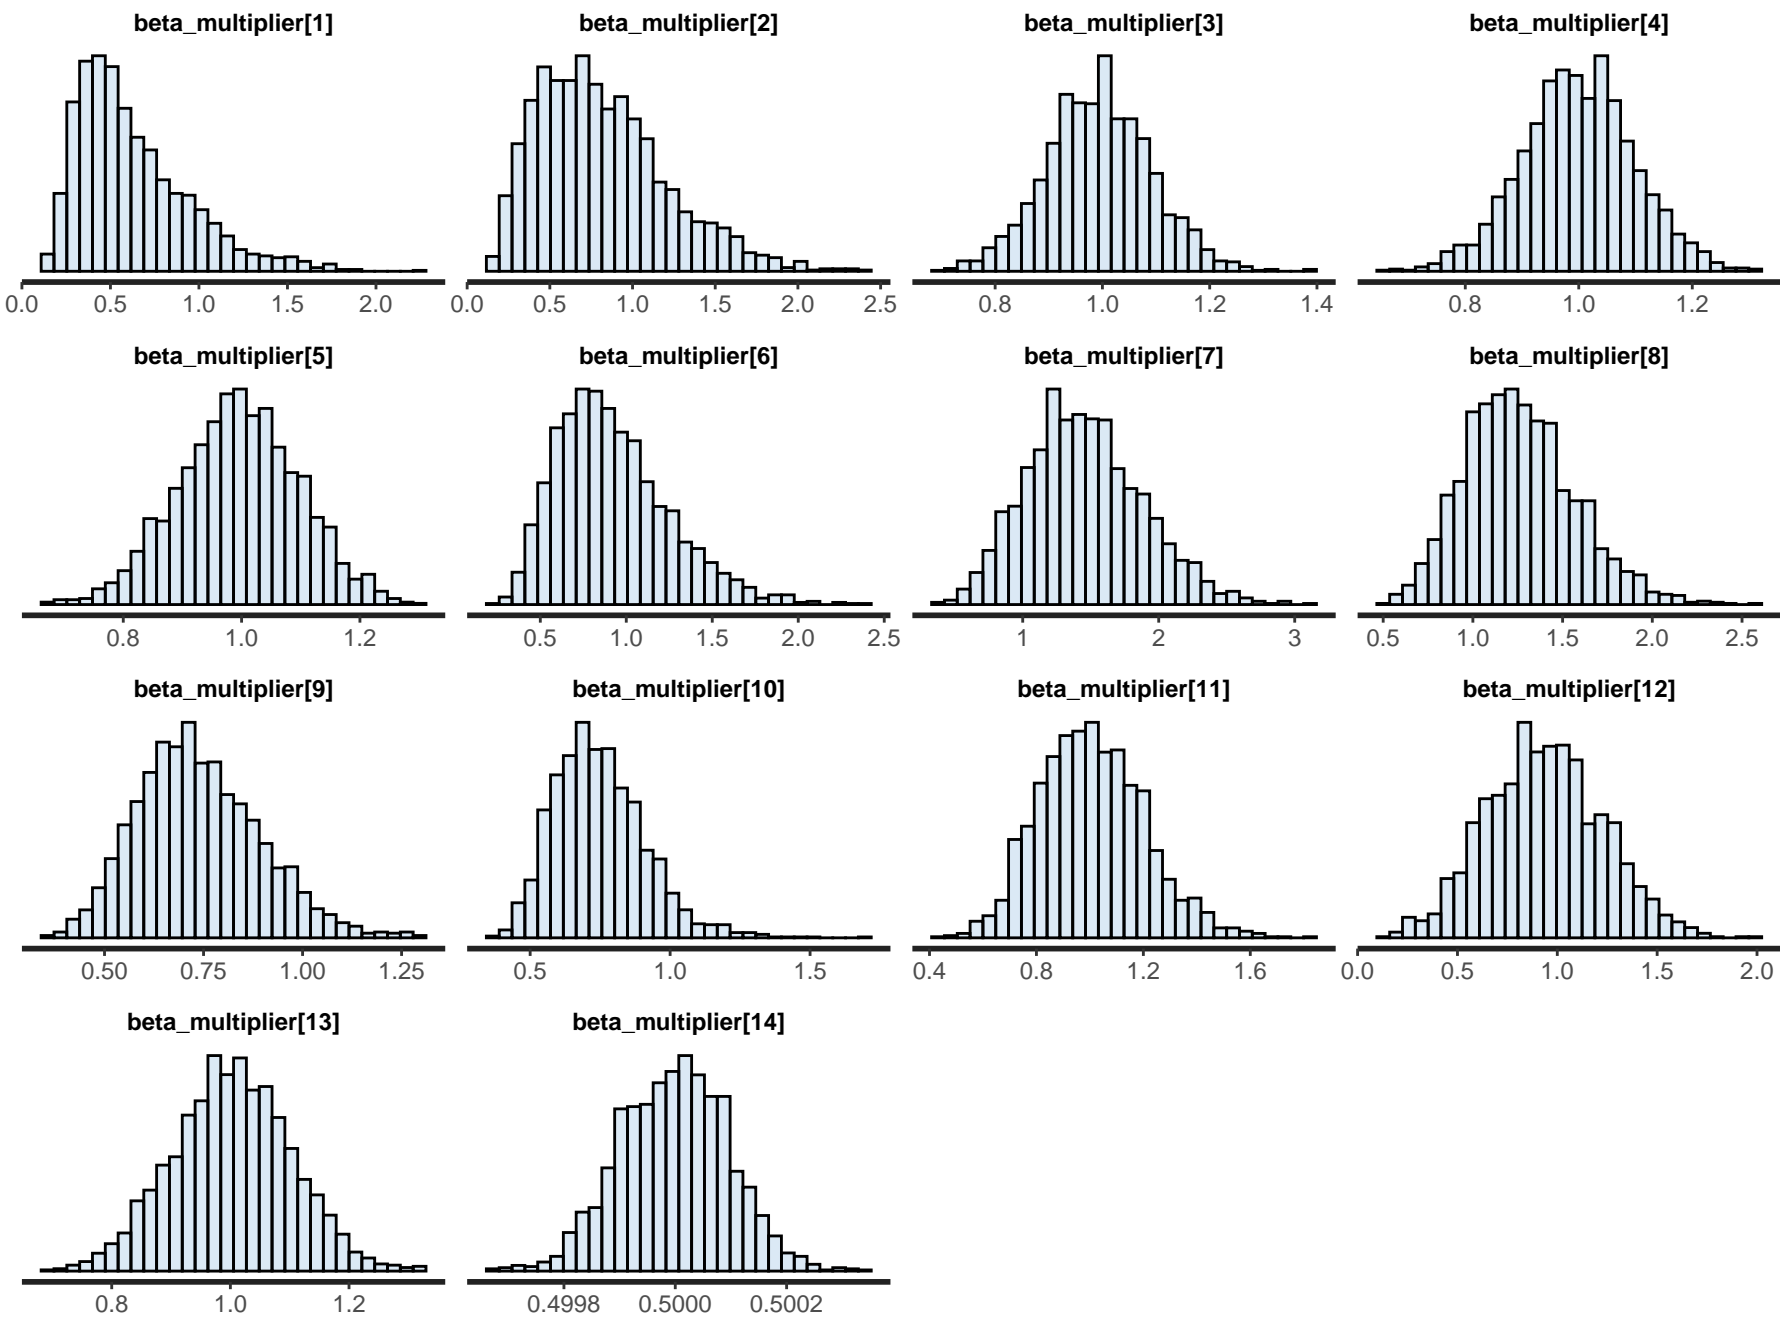 beta_multiplier[1] beta_multiplier[2] beta_multiplier[3] beta_multiplier[4]
0.0 0.5 1.0 1.5 2.0 0.0 0.5 1.0 1.5 2.0 2.5 0.8 1.0 1.2 1.4 0.8 1.0 1.2
beta_multiplier[5] beta_multiplier[6] beta_multiplier[7] beta_multiplier[8]
0.8 1.0 1.2 0.5 1.0 1.5 2.0 2.5 1 2 3 0.5 1.0 1.5 2.0 2.5
beta_multiplier[9] beta_multiplier[10] beta_multiplier[11] beta_multiplier[12]
0.50 0.75 1.00 1.25 0.5 1.0 1.5 0.4 0.8 1.2 1.6 0.0 0.5 1.0 1.5 2.0
beta_multiplier[13] beta_multiplier[14]
0.8 1.0 1.2 0.4998 0.5000 0.5002